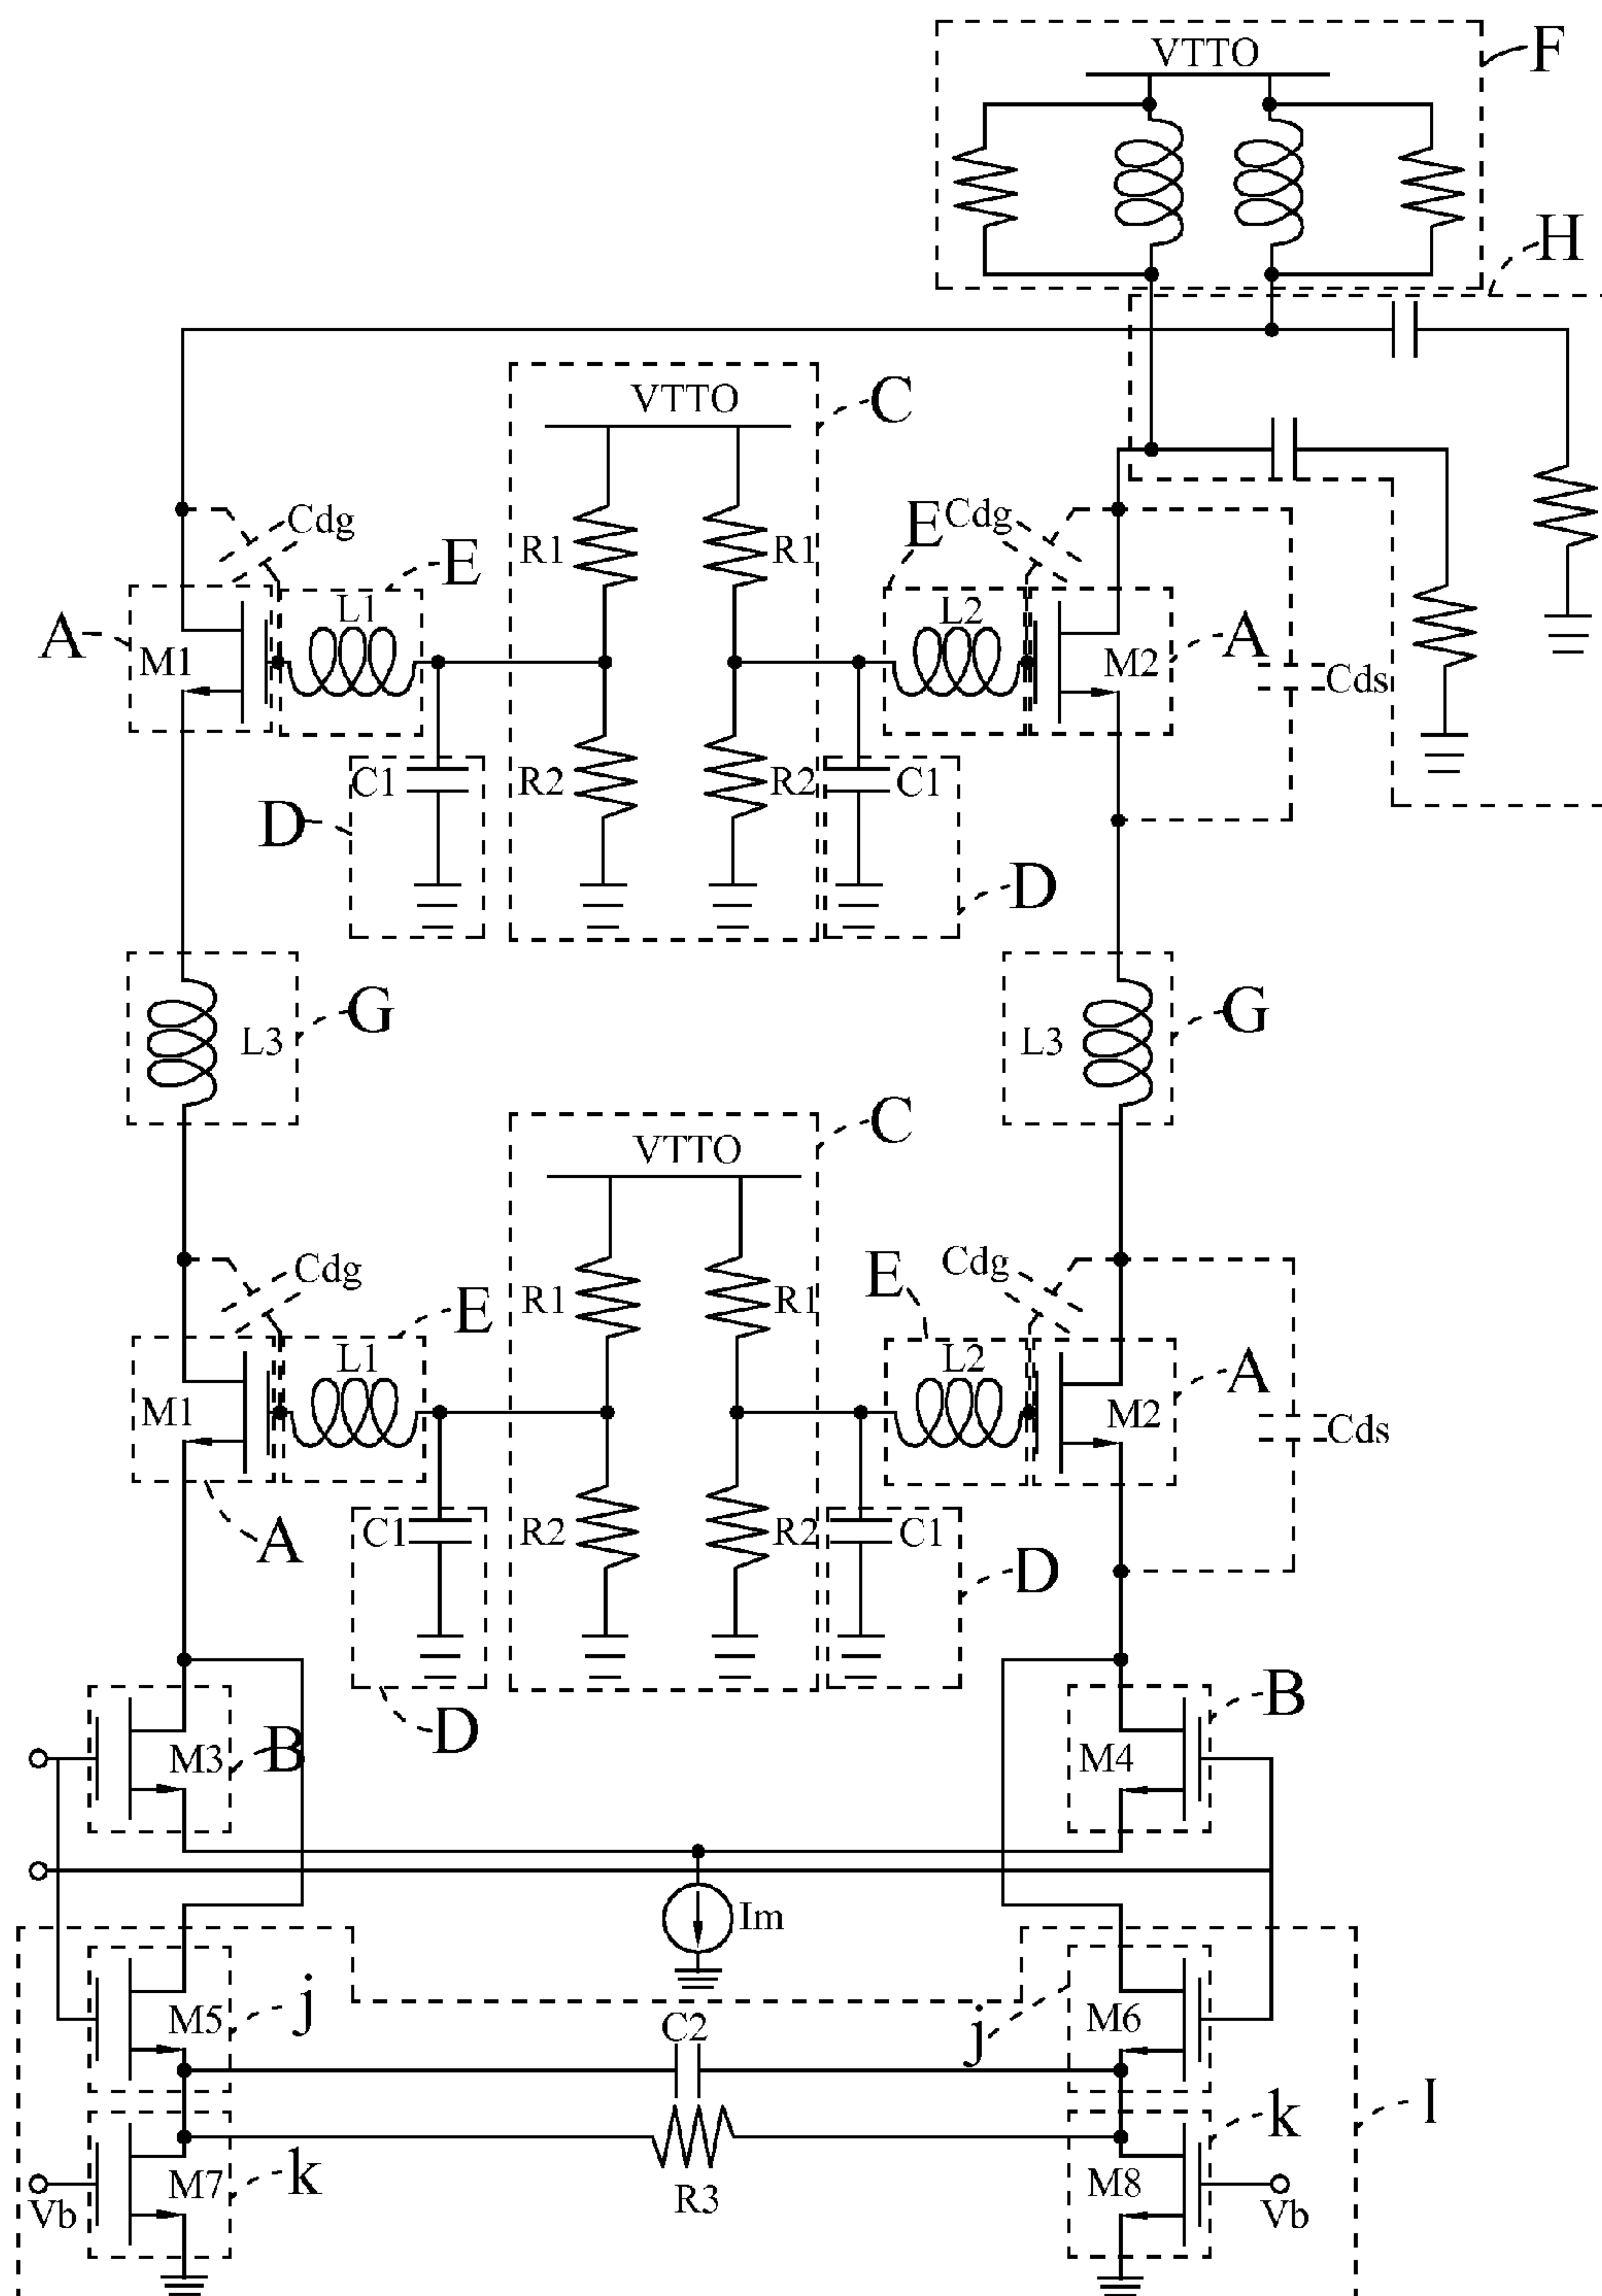 VTTO
F
H
VTTO
C
Cdg
E
Cdg
E
R1
R1
L1
L2
A
M1
M2
A
Cds
C1
R2
R2
C1
D
D
G
L3
L3
G
C
VTTO
Cdg
E
Cdg
E
R1
R1
L1
L2
A
M1
M2
Cds
A
C1
R2
R2
C1
D
D
B
B
M3
M4
Im
M5
j
M6
j
C2
l
k
M7
k
M8
R3
Vb
Vb